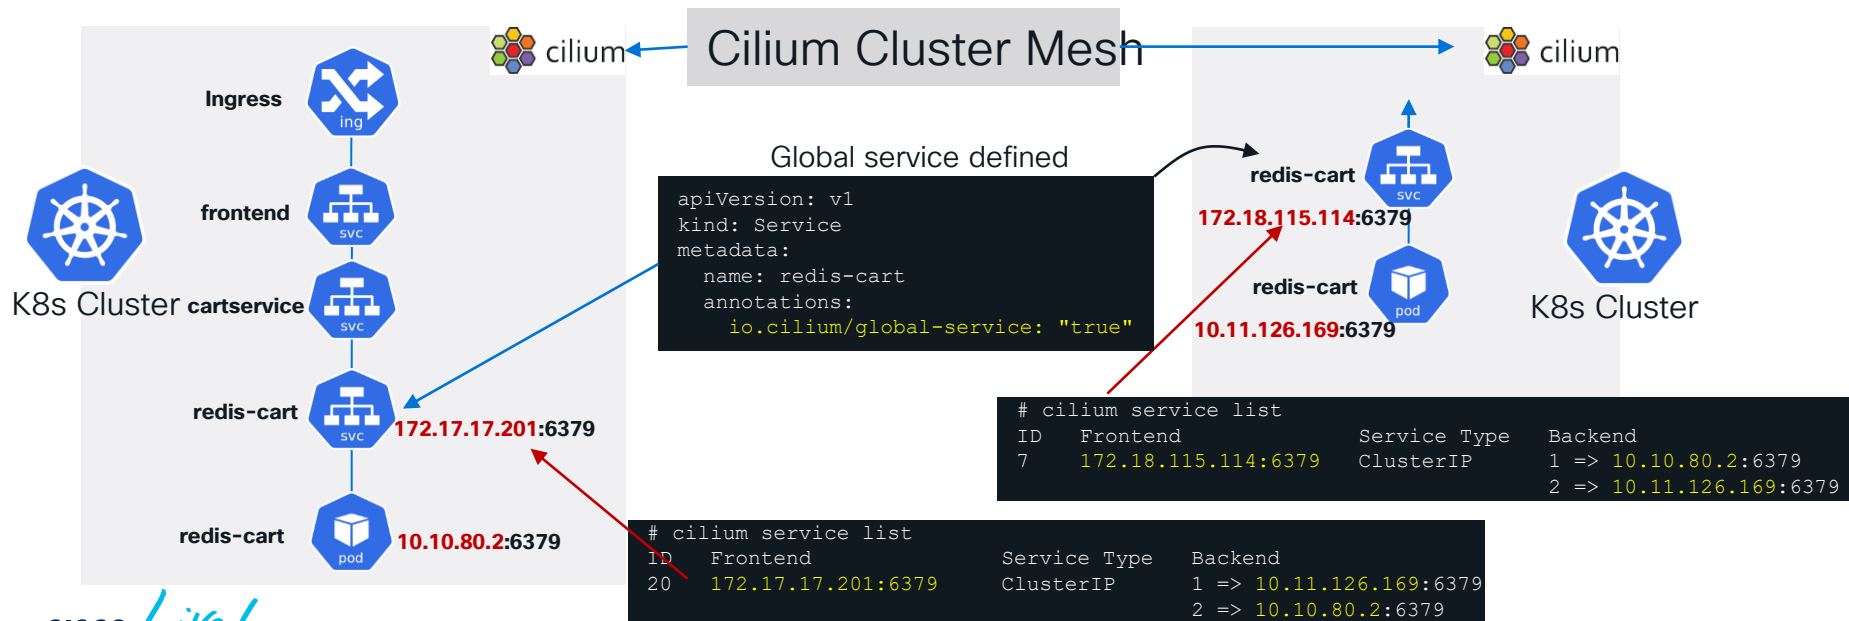 cilium
Cilium Cluster Mesh
cilium
Ingress
ing
frontend
svc
K8s Cluster
cartservice
svc
redis-cart
svc
172.17.17.201:6379
redis-cart
pod
10.10.80.2:6379
Global service defined
apiVersion: v1
kind: Service
metadata:
name: redis-cart
annotations:
io.cilium/global-service: "true"
redis-cart
svc
172.18.115.114:6379
redis-cart
pod
10.11.126.169:6379
K8s Cluster
# cilium service list
ID Frontend Service Type Backend
7 172.18.115.114:6379 ClusterIP 1 => 10.10.80.2:6379
2 => 10.11.126.169:6379
# cilium service list
ID Frontend Service Type Backend
20 172.17.17.201:6379 ClusterIP 1 => 10.11.126.169:6379
2 => 10.10.80.2:6379